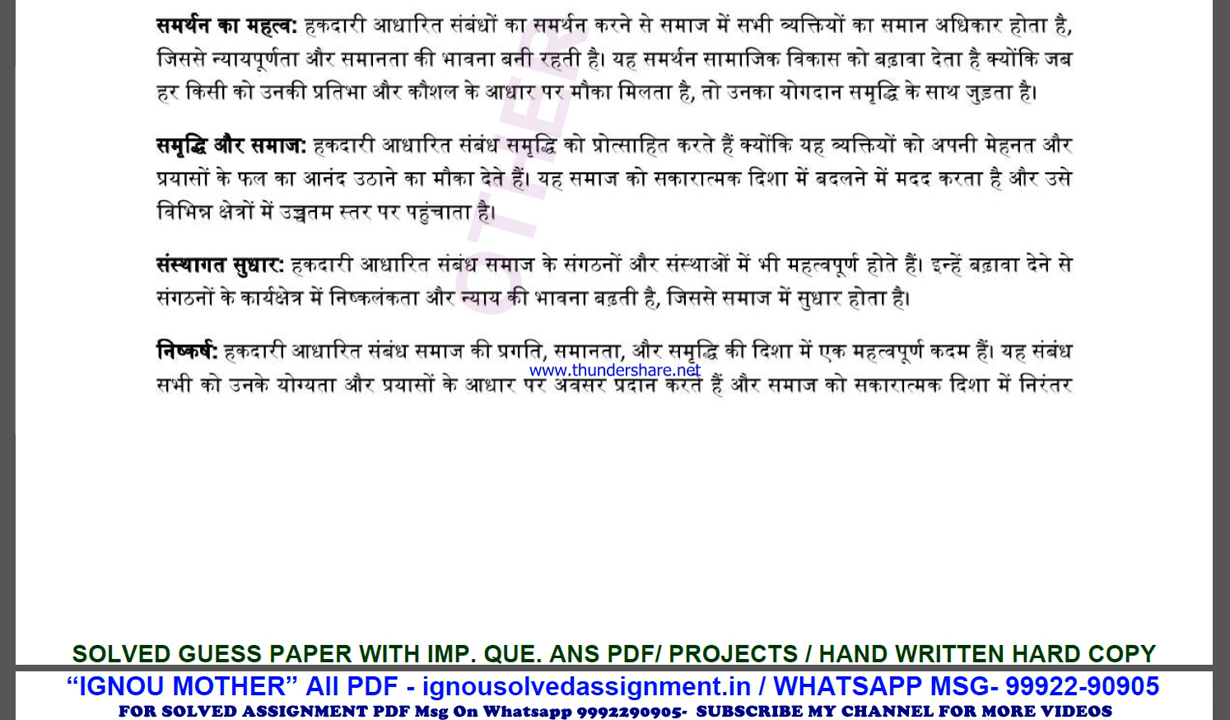 समर्थन का महत्व: हकदारी आधारित संबंधों का समर्थन करने से समाज में सभी व्यक्तियों का समान अधिकार होता है,
जिससे न्यायपूर्णता और समानता की भावना बनी रहती है। यह समर्थन सामाजिक विकास को बढ़ावा देता है क्योंकि जब
हर किसी को उनकी प्रतिभा और कौशल के आधार पर मौका मिलता है, तो उनका योगदान समृद्धि के साथ जुड़ता है।
समृद्धि और समाज: हकदारी आधारित संबंध समृद्धि को प्रोत्साहित करते हैं क्योंकि यह व्यक्तियों को अपनी मेहनत और
प्रयासों के फल का आनंद उठाने का मौका देते हैं। यह समाज को सकारात्मक दिशा में बदलने में मदद करता है और उसे
विभिन्न क्षेत्रों में उच्चतम स्तर पर पहुंचाता है।
संस्थागत सुधार: हकदारी आधारित संबंध समाज के संगठनों और संस्थाओं में भी महत्वपूर्ण होते हैं। इन्हें बढ़ावा देने से
संगठनों के कार्यक्षेत्र में निष्कलंकता और न्याय की भावना बढ़ती है, जिससे समाज में सुधार होता है।
निष्कर्ष: हकदारी आधारित संबंध समाज की प्रगति, समानता, और समृद्धि की दिशा में एक महत्वपूर्ण कदम हैं। यह संबंध
www.thundershare.net
सभी को उनके योग्यता और प्रयासों के आधार पर अवसर प्रदान करते हैं और समाज को सकारात्मक दिशा में निरंतर
OTHER
SOLVED GUESS PAPER WITH IMP. QUE. ANS PDF/ PROJECTS / HAND WRITTEN HARD COPY
“IGNOU MOTHER” All PDF - ignousolvedassignment.in / WHATSAPP MSG- 99922-90905
FOR SOLVED ASSIGNMENT PDF Msg On Whatsapp 9992290905- SUBSCRIBE MY CHANNEL FOR MORE VIDEOS